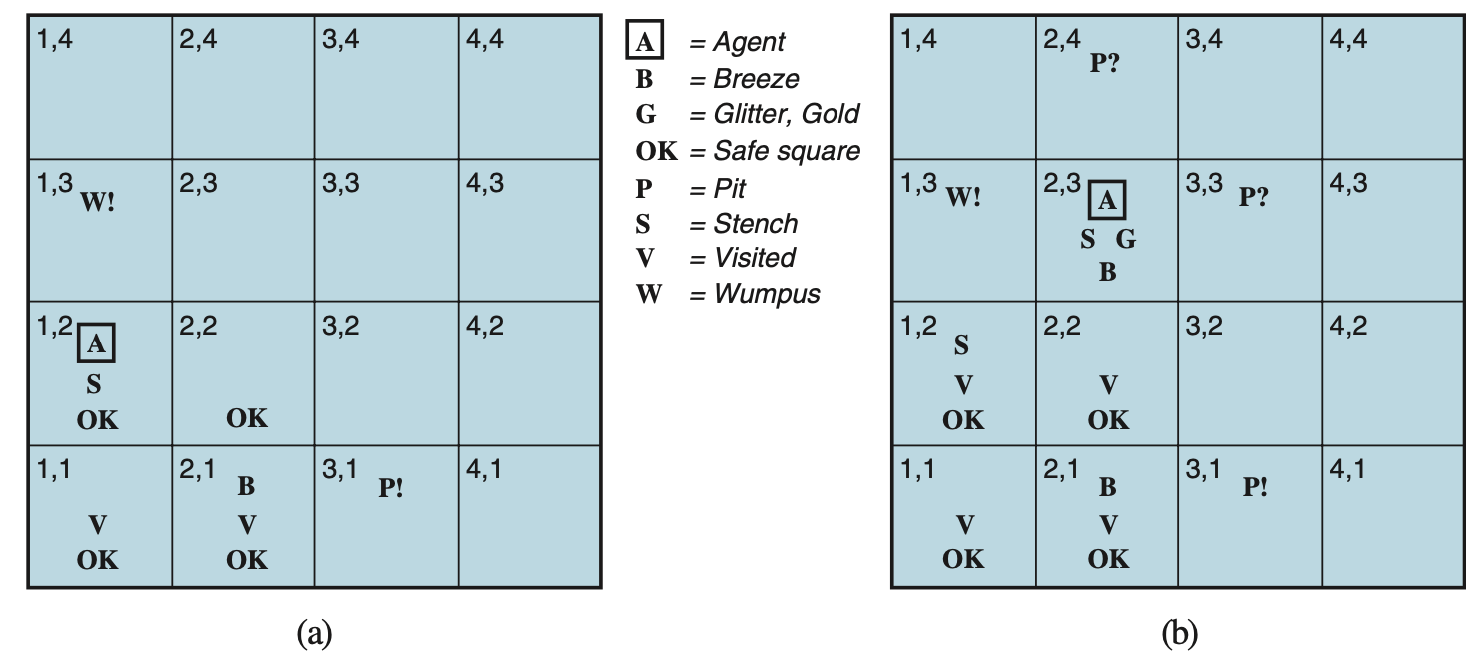 1,4 2,4 3,4 4,4
1,3 W! 2,3 3,3 4,3
1,2 A 2,2 3,2 4,2
S
OK OK
1,1 2,1 B 3,1 P! 4,1
V V
OK OK
(a)
A = Agent
B = Breeze
G = Glitter, Gold
OK = Safe square
P = Pit
S = Stench
V = Visited
W = Wumpus
1,4 2,4 P? 3,4 4,4
1,3 W! 2,3 A 3,3 P? 4,3
S G
B
1,2 S 2,2 3,2 4,2
V V
OK OK
1,1 2,1 B 3,1 P! 4,1
V V
OK OK
(b)